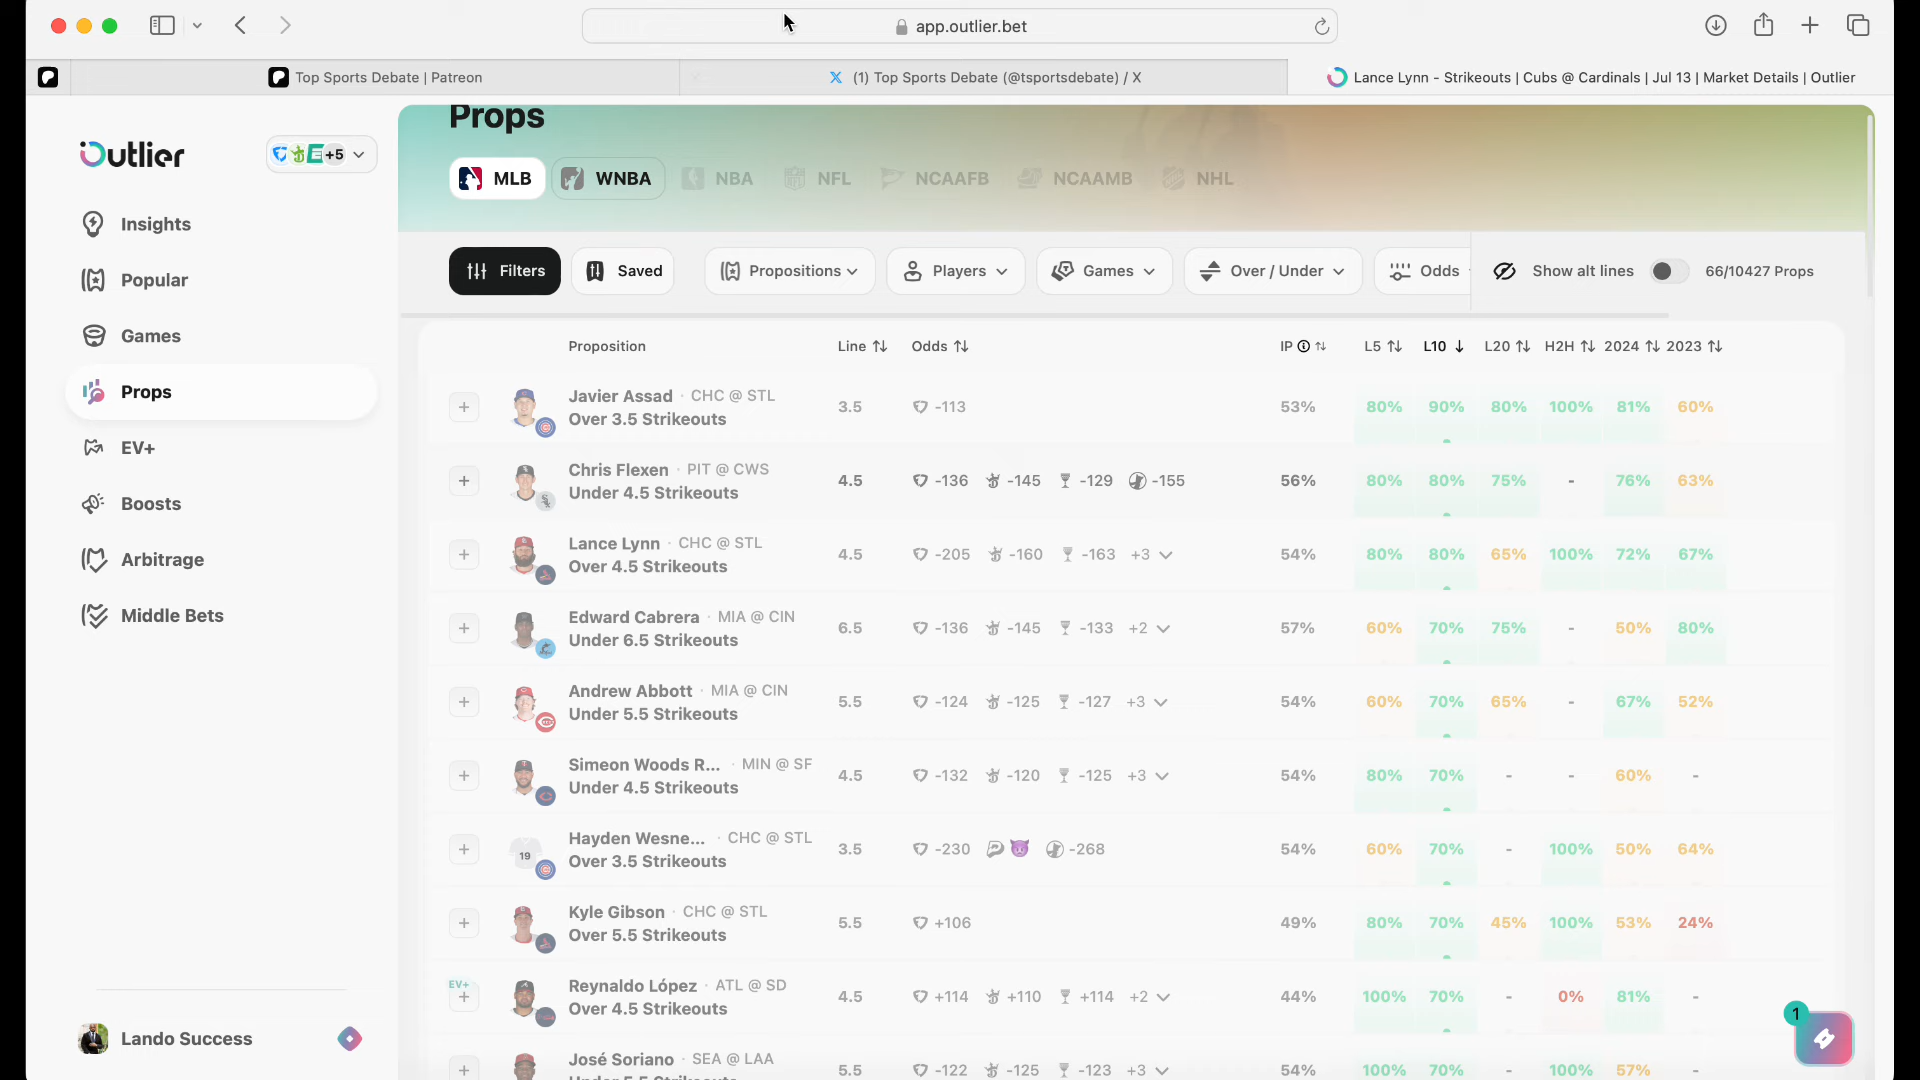 app.outlier.bet
Top Sports Debate | Patreon
(1) Top Sports Debate (@tsportsdebate) / X
Lance Lynn - Strikeouts | Cubs @ Cardinals | Jul 13 | Market Details | Outlier
Outlier
+5
Insights
Popular
Games
Props
EV+
Boosts
Arbitrage
Middle Bets
Lando Success
Props
MLB WNBA NBA NFL NCAAFB NCAAMB NHL
Filters Saved Propositions Players Games Over / Under Odds Show alt lines 66/10427 Props
Proposition Line Odds IP L5 L10 L20 H2H 2024 2023
Javier Assad · CHC @ STL
Over 3.5 Strikeouts
3.5 -113 53% 80% 90% 80% 100% 81% 60%
Chris Flexen · PIT @ CWS
Under 4.5 Strikeouts
4.5 -136 -145 -129 -155 56% 80% 80% 75% - 76% 63%
Lance Lynn · CHC @ STL
Over 4.5 Strikeouts
4.5 -205 -160 -163 +3 54% 80% 80% 65% 100% 72% 67%
Edward Cabrera · MIA @ CIN
Under 6.5 Strikeouts
6.5 -136 -145 -133 +2 57% 60% 70% 75% - 50% 80%
Andrew Abbott · MIA @ CIN
Under 5.5 Strikeouts
5.5 -124 -125 -127 +3 54% 60% 70% 65% - 67% 52%
Simeon Woods R... · MIN @ SF
Under 4.5 Strikeouts
4.5 -132 -120 -125 +3 54% 80% 70% - - 60% -
19
Hayden Wesne... · CHC @ STL
Over 3.5 Strikeouts
3.5 -230 -268 54% 60% 70% - 100% 50% 64%
Kyle Gibson · CHC @ STL
Over 5.5 Strikeouts
5.5 +106 49% 80% 70% 45% 100% 53% 24%
EV+
Reynaldo López · ATL @ SD
Over 4.5 Strikeouts
4.5 +114 +110 +114 +2 44% 100% 70% - 0% 81% -
José Soriano · SEA @ LAA
Under 5.5 Strikeouts
5.5 -122 -125 -123 +3 54% 100% 70% - 100% 57% -
1